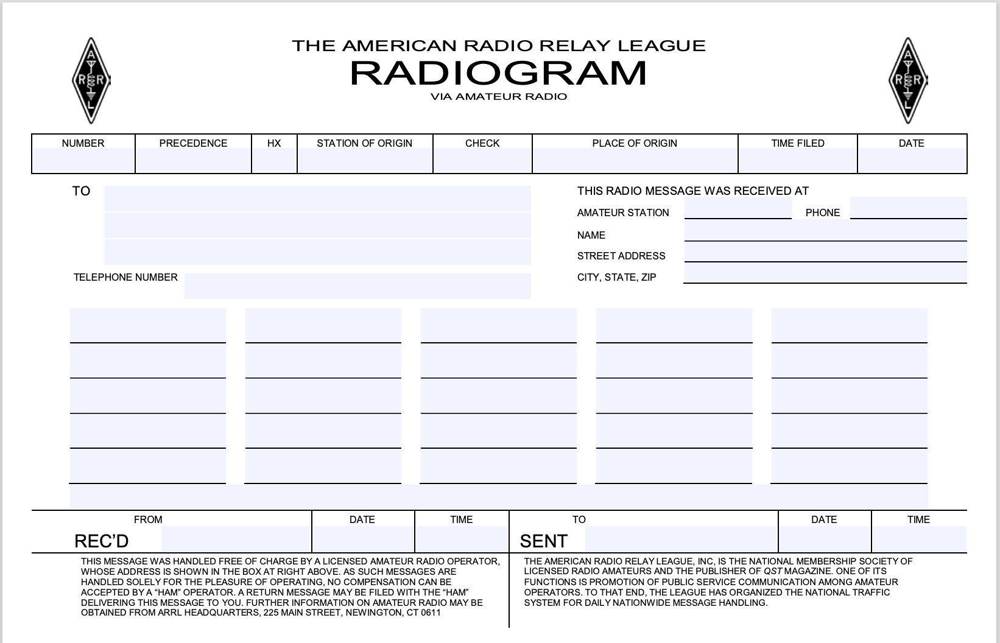 THE AMERICAN RADIO RELAY LEAGUE
RADIOGRAM
VIA AMATEUR RADIO
A
R R
L
A
R R
L
NUMBER PRECEDENCE HX STATION OF ORIGIN CHECK PLACE OF ORIGIN TIME FILED DATE
TO
TELEPHONE NUMBER
THIS RADIO MESSAGE WAS RECEIVED AT
AMATEUR STATION PHONE
NAME
STREET ADDRESS
CITY, STATE, ZIP
FROM DATE TIME
REC’D
TO DATE TIME
SENT
THIS MESSAGE WAS HANDLED FREE OF CHARGE BY A LICENSED AMATEUR RADIO OPERATOR,
WHOSE ADDRESS IS SHOWN IN THE BOX AT RIGHT ABOVE. AS SUCH MESSAGES ARE
HANDLED SOLELY FOR THE PLEASURE OF OPERATING, NO COMPENSATION CAN BE
ACCEPTED BY A “HAM” OPERATOR. A RETURN MESSAGE MAY BE FILED WITH THE “HAM”
DELIVERING THIS MESSAGE TO YOU. FURTHER INFORMATION ON AMATEUR RADIO MAY BE
OBTAINED FROM ARRL HEADQUARTERS, 225 MAIN STREET, NEWINGTON, CT 0611
THE AMERICAN RADIO RELAY LEAGUE, INC, IS THE NATIONAL MEMBERSHIP SOCIETY OF
LICENSED RADIO AMATEURS AND THE PUBLISHER OF QST MAGAZINE. ONE OF ITS
FUNCTIONS IS PROMOTION OF PUBLIC SERVICE COMMUNICATION AMONG AMATEUR
OPERATORS. TO THAT END, THE LEAGUE HAS ORGANIZED THE NATIONAL TRAFFIC
SYSTEM FOR DAILY NATIONWIDE MESSAGE HANDLING.